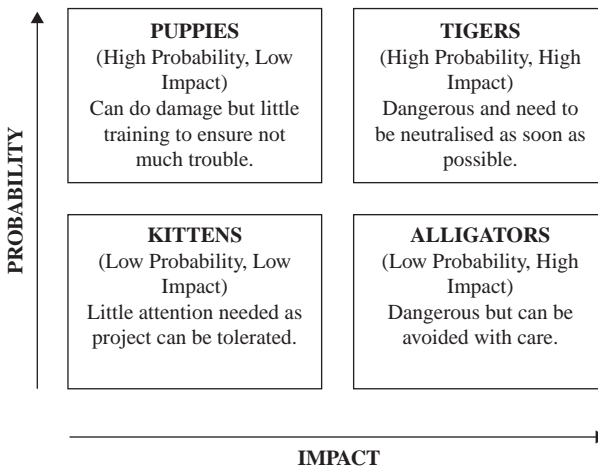 PUPPIES
(High Probability, Low
Impact)
Can do damage but little
training to ensure not
much trouble.
TIGERS
(High Probability, High
Impact)
Dangerous and need to
be neutralised as soon as
possible.
PROBABILITY
KITTENS
(Low Probability, Low
Impact)
Little attention needed as
project can be tolerated.
ALLIGATORS
(Low Probability, High
Impact)
Dangerous but can be
avoided with care.
IMPACT